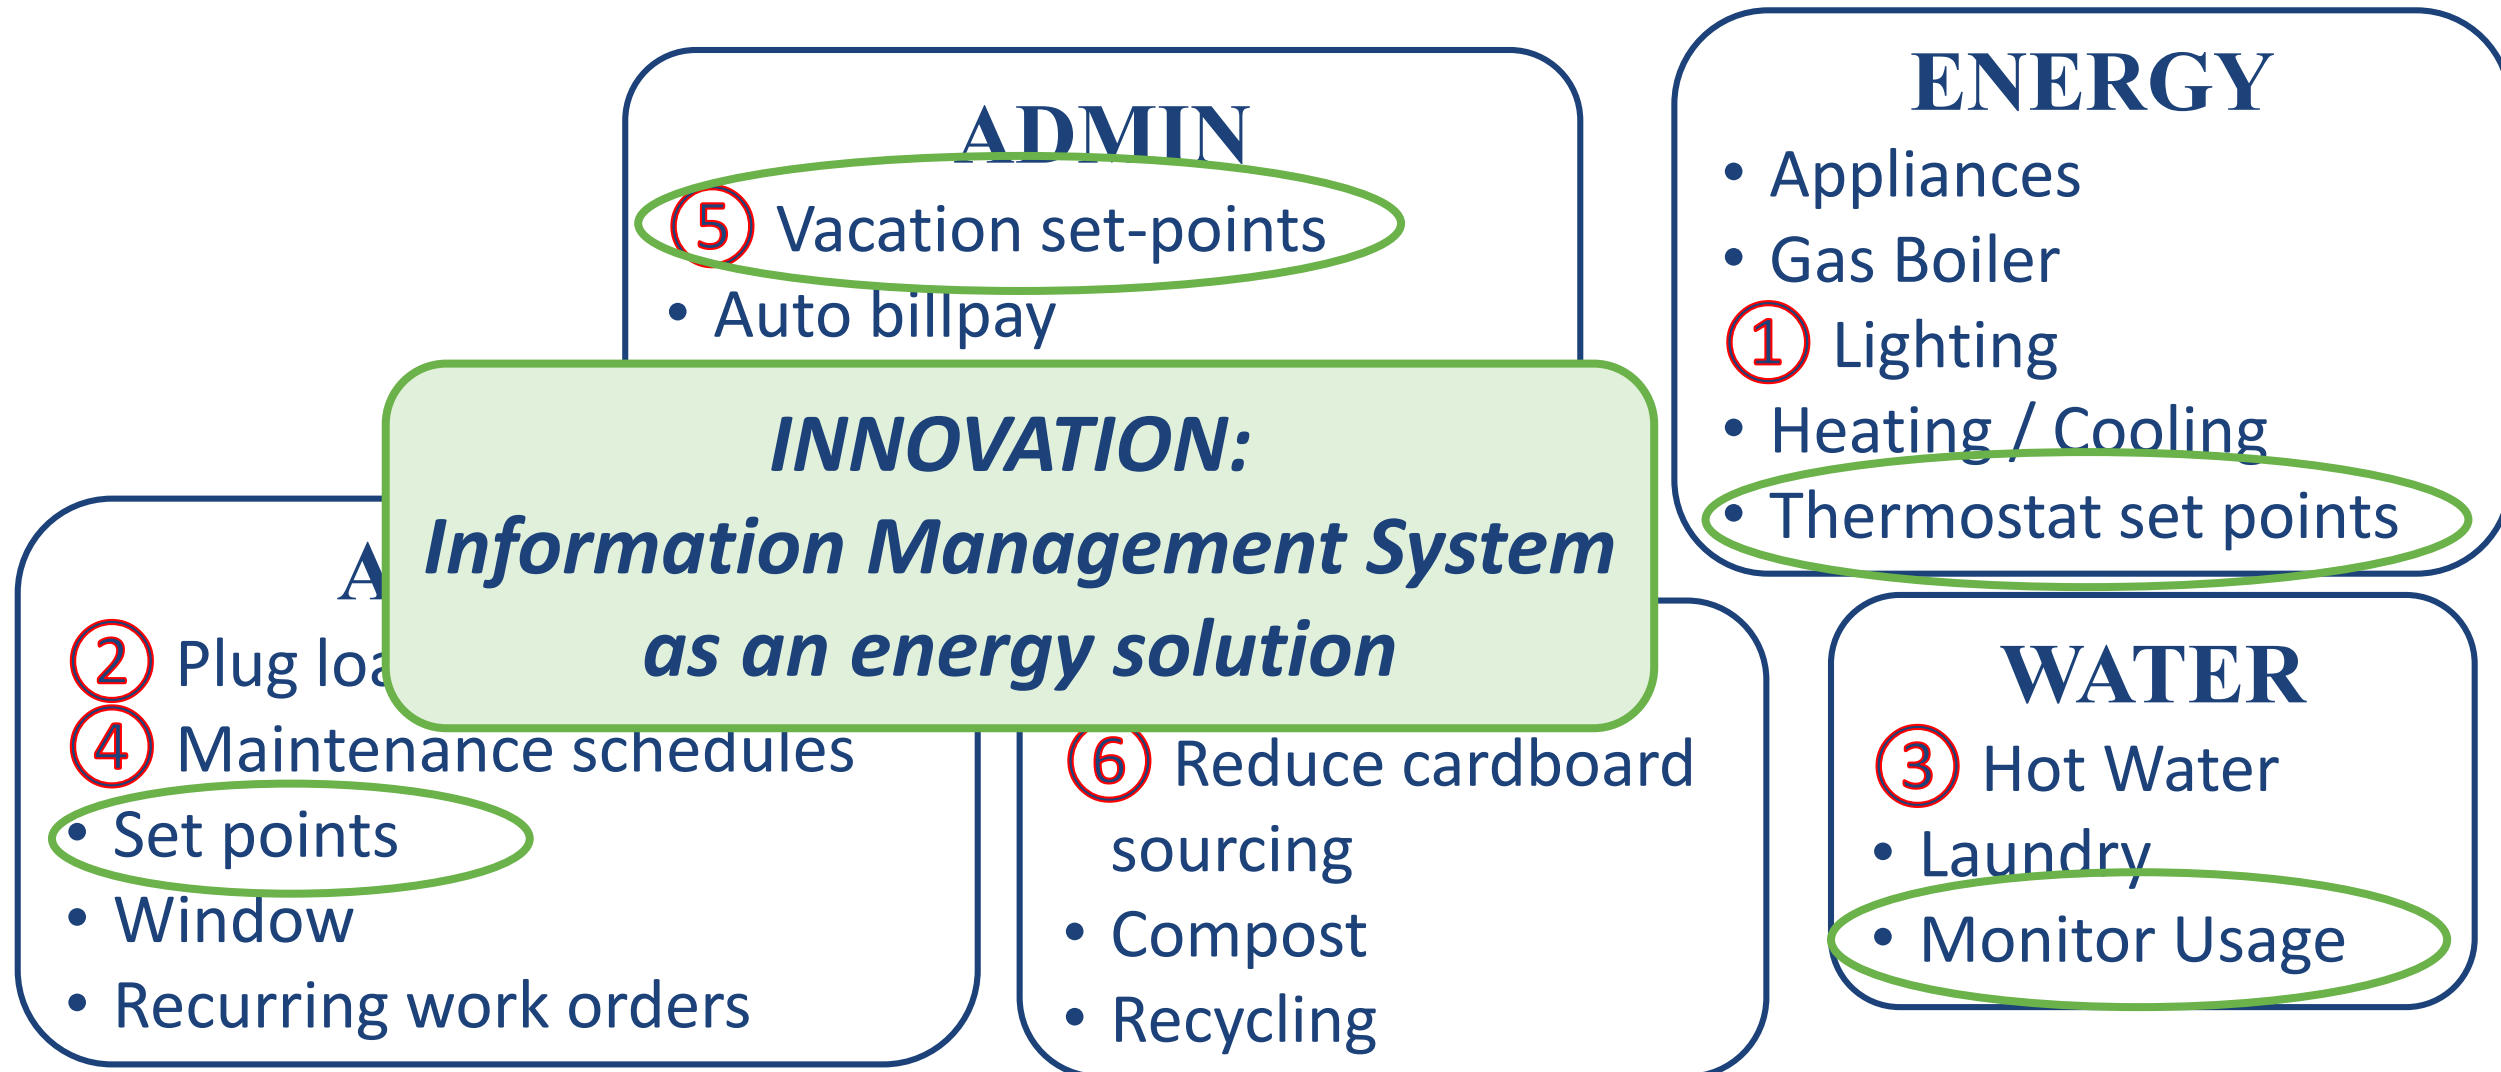 ADMIN
⑤ Vacation set-points
• Auto billpay
ENERGY
• Appliances
• Gas Boiler
① Lighting
• Heating / Cooling
• Thermostat set points
INNOVATION:
Information Management System
as an energy solution
② Plug
④ Maintenance schedules
• Set points
• Window
• Recurring work orders
⑥ Reduce cardboard
sourcing
• Compost
• Recycling
WATER
③ Hot Water
• Laundry
• Monitor Usage